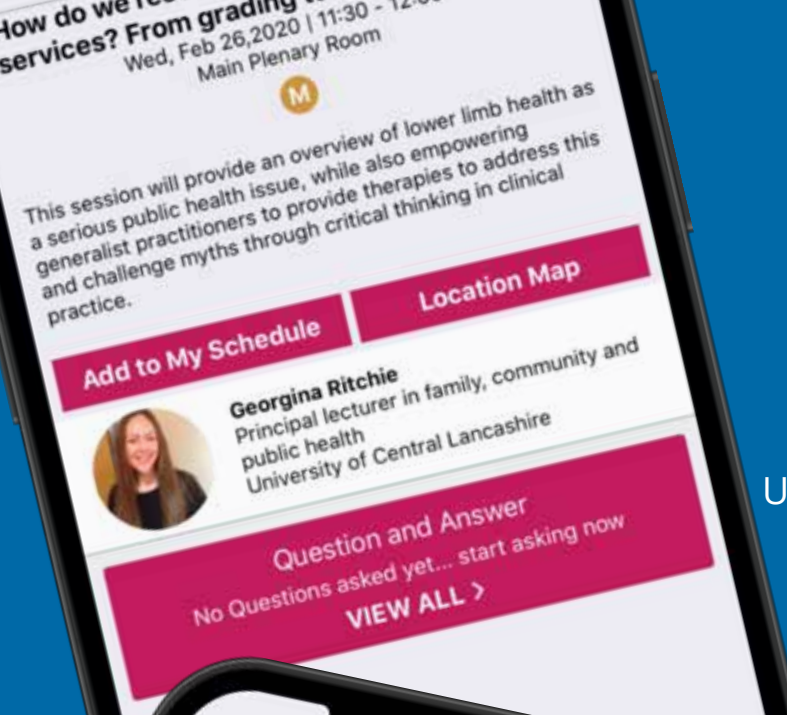 How do we
services? From grading
Wed, Feb 26,2020 | 11:30 -
Main Plenary Room
M
This session will provide an overview of lower limb health as
a serious public health issue, while also empowering
generalist practitioners to provide therapies to address this
and challenge myths through critical thinking in clinical
practice.
Add to My Schedule
Location Map
Georgina Ritchie
Principal lecturer in family, community and
public health
University of Central Lancashire
Question and Answer
No Questions asked yet... start asking now
VIEW ALL >
U